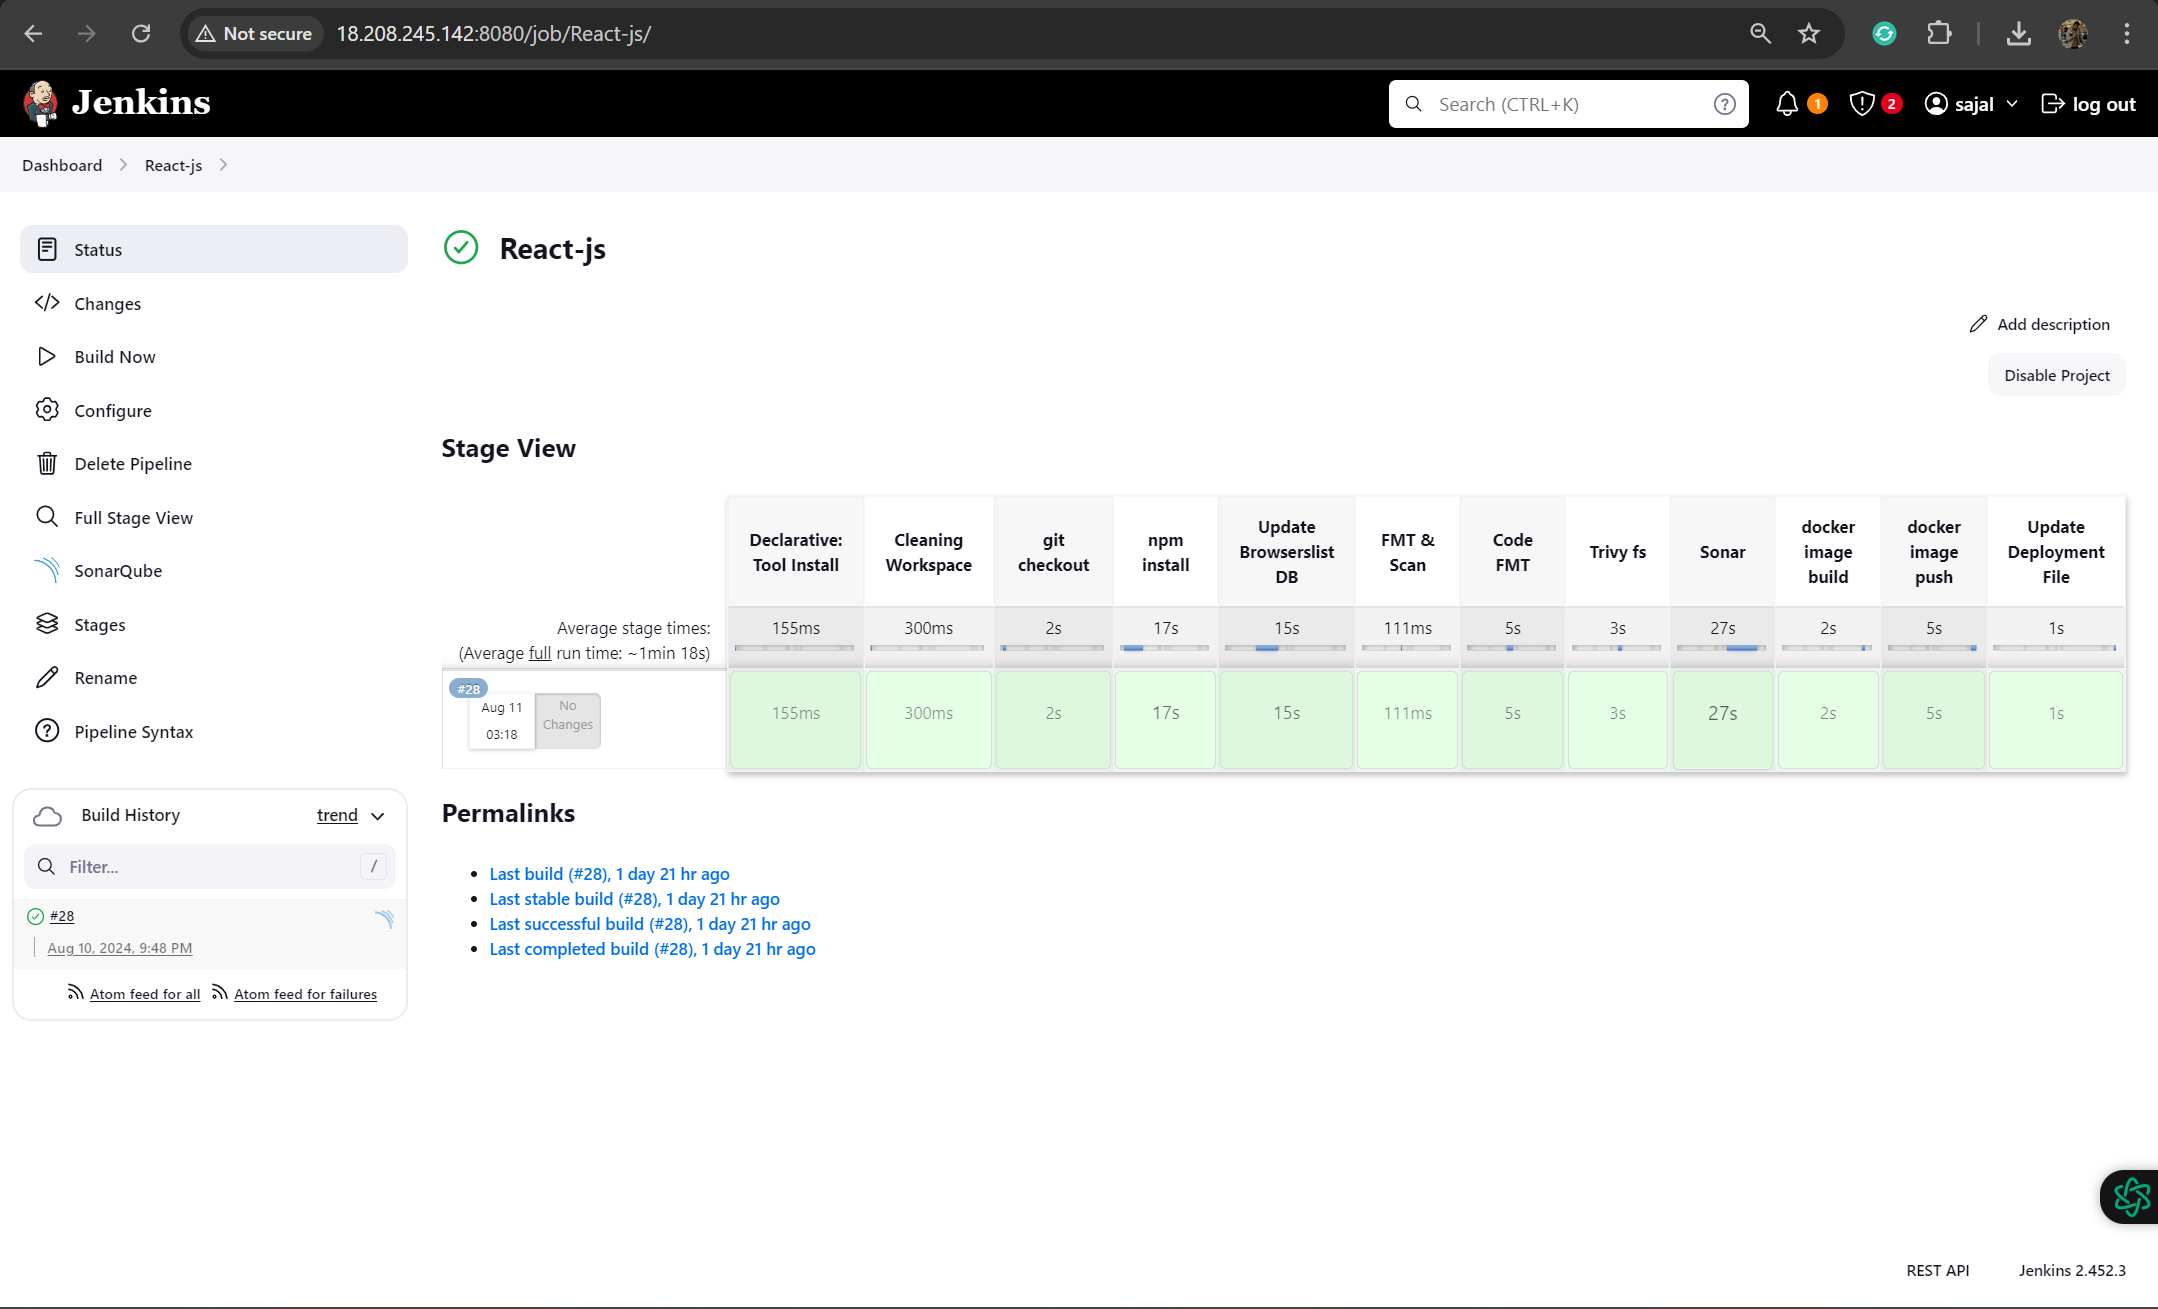 Not secure
18.208.245.142:8080/job/React-js/
Jenkins
Search (CTRL+K)
?
1
2
sajal
log out
Dashboard
React-js
Status
Changes
Build Now
Configure
Delete Pipeline
Full Stage View
SonarQube
Stages
Rename
Pipeline Syntax
Build History
trend
Filter...
/
#28
Aug 10, 2024, 9:48 PM
Atom feed for all
Atom feed for failures
React-js
Add description
Disable Project
Stage View
Declarative: Tool Install
Cleaning Workspace
git checkout
npm install
Update Browserslist DB
FMT & Scan
Code FMT
Trivy fs
Sonar
docker image build
docker image push
Update Deployment File
Average stage times:
(Average full run time: ~1min 18s)
155ms 300ms 2s 17s 15s 111ms 5s 3s 27s 2s 5s 1s
#28
Aug 11
03:18
No Changes
155ms 300ms 2s 17s 15s 111ms 5s 3s 27s 2s 5s 1s
Permalinks
Last build (#28), 1 day 21 hr ago
Last stable build (#28), 1 day 21 hr ago
Last successful build (#28), 1 day 21 hr ago
Last completed build (#28), 1 day 21 hr ago
REST API
Jenkins 2.452.3